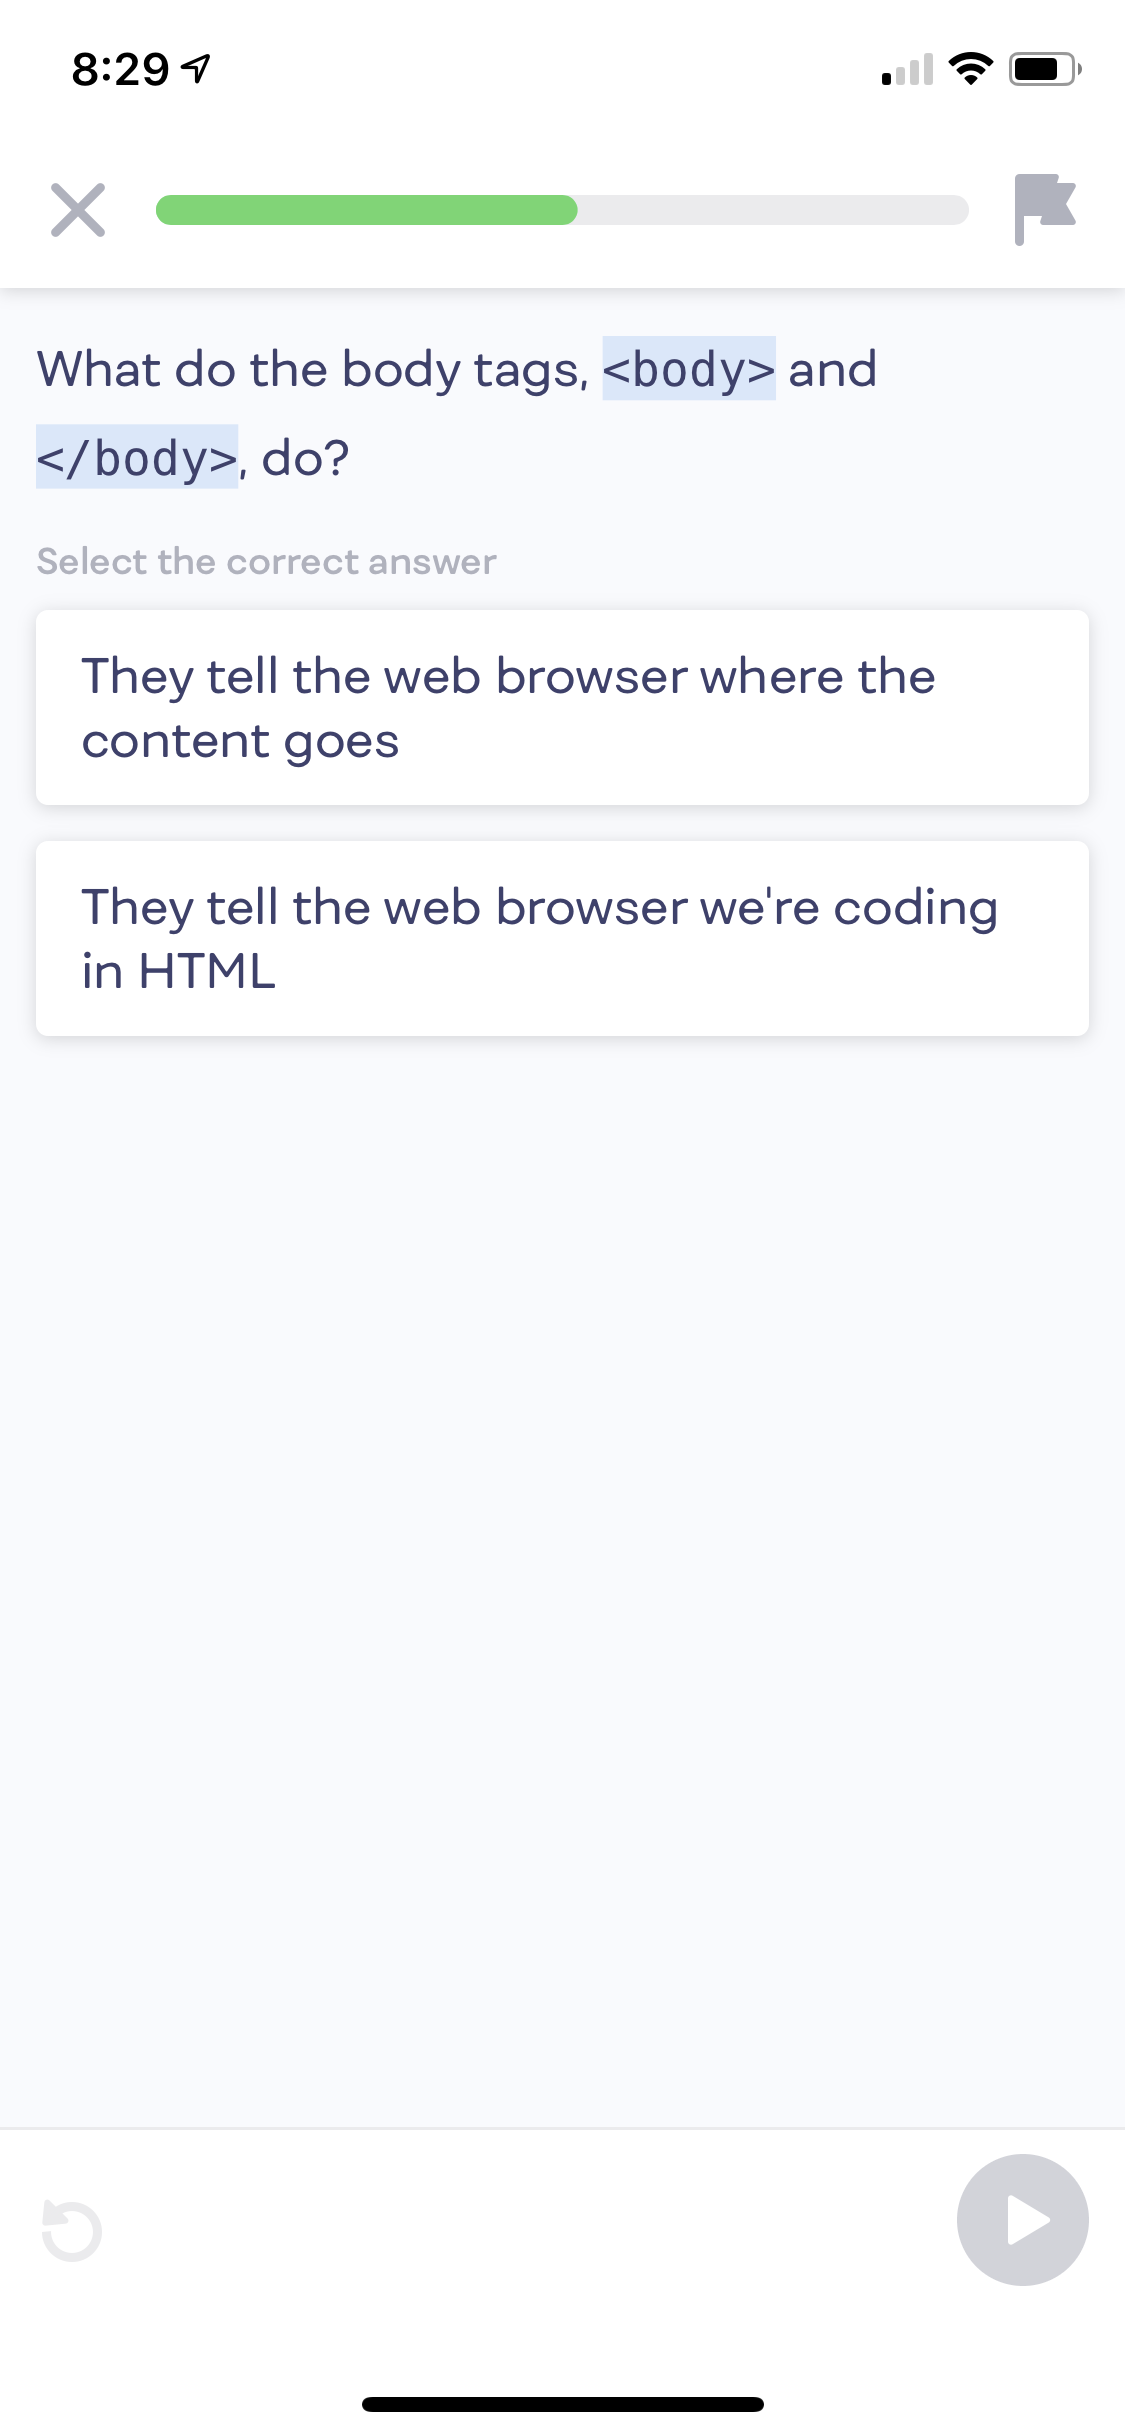 8:29
What do the body tags, <body> and
</body>, do?
Select the correct answer
They tell the web browser where the
content goes
They tell the web browser we're coding
in HTML